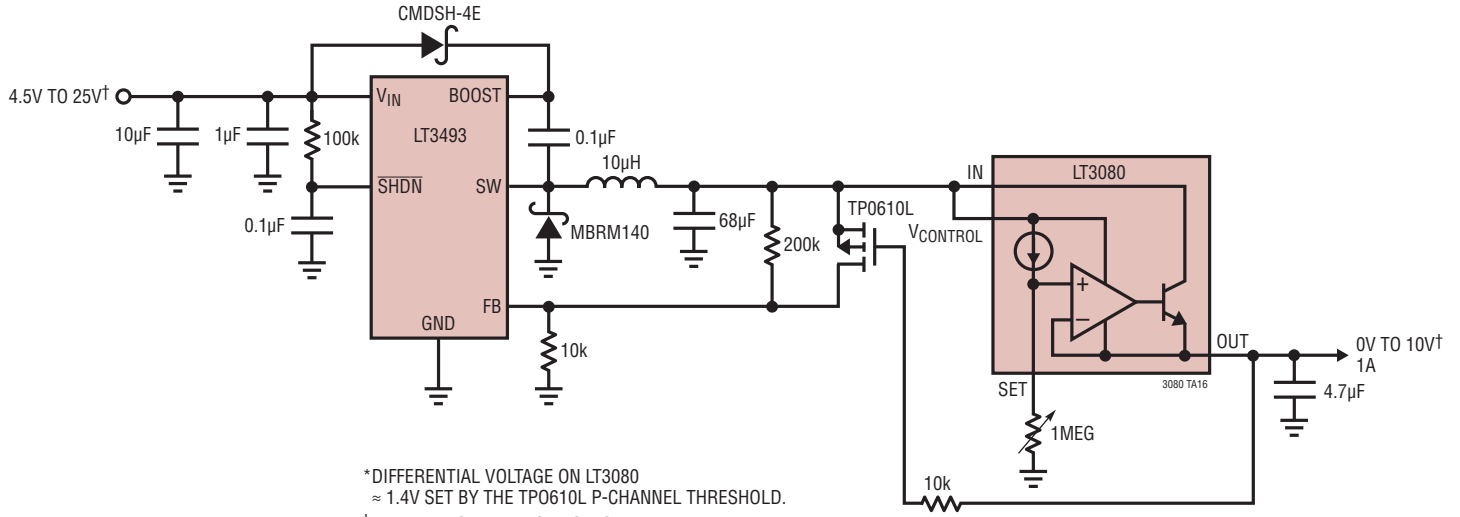 CMDSH-4E
4.5V TO 25V†
VIN
BOOST
LT3493
10µF
1µF
100k
0.1µF
10µH
SHDN
SW
IN
LT3080
0.1µF
MBRM140
68µF
200k
TP0610L
VCONTROL
FB
GND
10k
+
–
OUT
0V TO 10V†
1A
3080 TA16
SET
4.7µF
1MEG
*DIFFERENTIAL VOLTAGE ON LT3080
≈ 1.4V SET BY THE TP0610L P-CHANNEL THRESHOLD.
10k